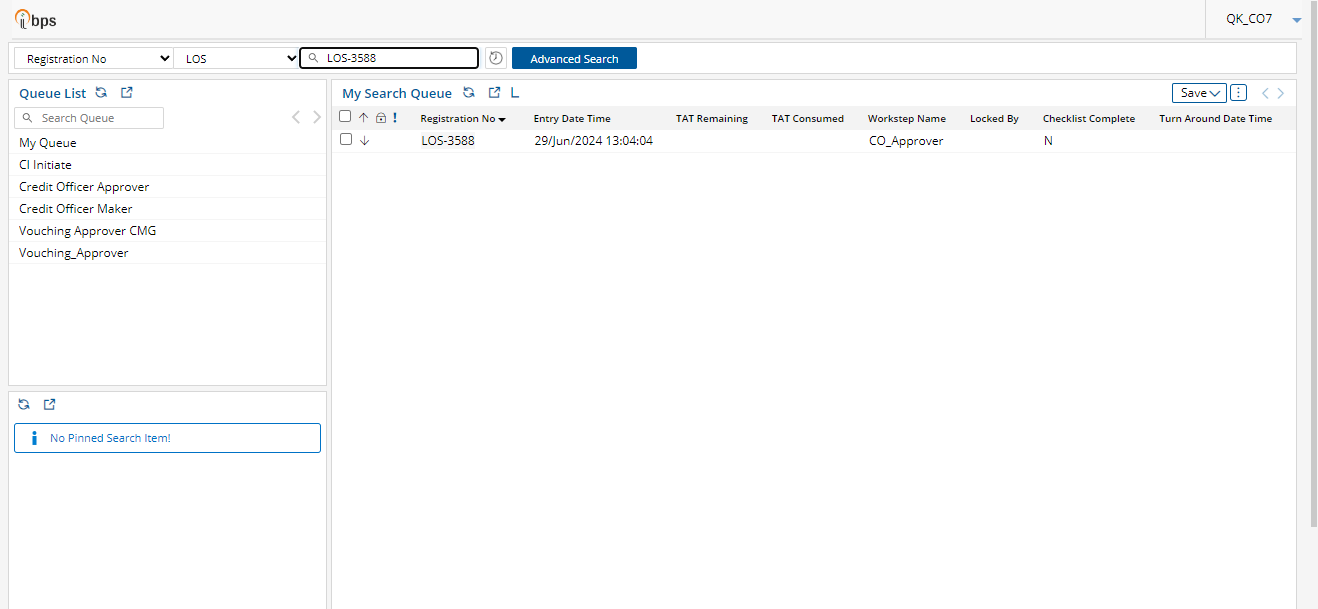 ibps
QK_CO7
Registration No LOS LOS-3588 Advanced Search
Queue List
Search Queue
My Queue
CI Initiate
Credit Officer Approver
Credit Officer Maker
Vouching Approver CMG
Vouching_Approver
No Pinned Search Item!
My Search Queue L Save
! Registration No Entry Date Time TAT Remaining TAT Consumed Workstep Name Locked By Checklist Complete Turn Around Date Time
LOS-3588 29/Jun/2024 13:04:04 CO_Approver N